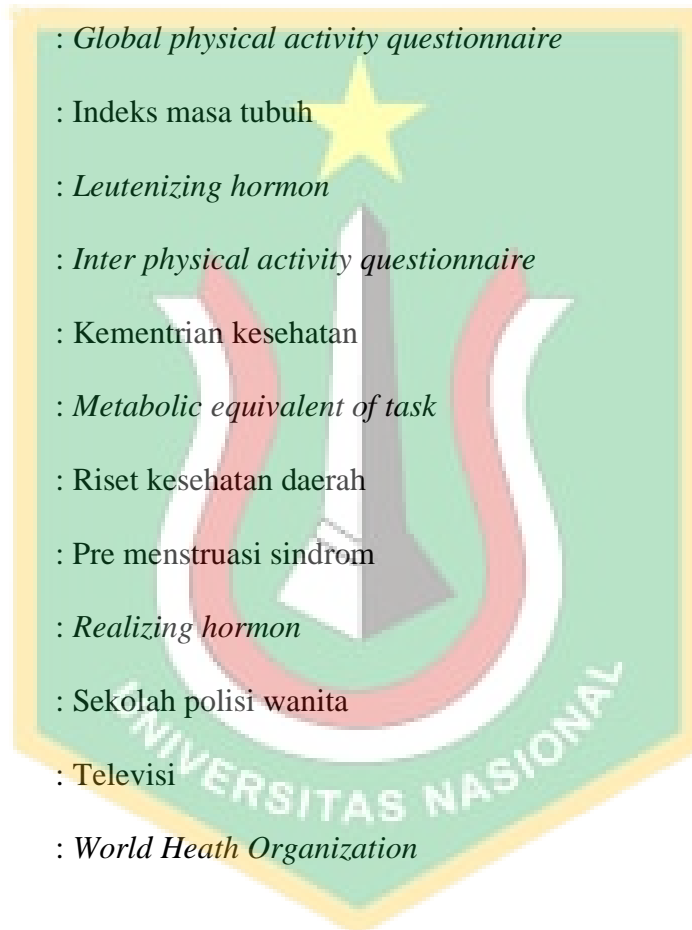 : Global physical activity questionnaire
: Indeks masa tubuh
: Leutenizing hormon
: Inter physical activity questionnaire
: Kementrian kesehatan
: Metabolic equivalent of task
: Riset kesehatan daerah
: Pre menstruasi sindrom
: Realizing hormon
: Sekolah polisi wanita
: Televisi
: World Heath Organization
UNIVERSITAS NASIONAL